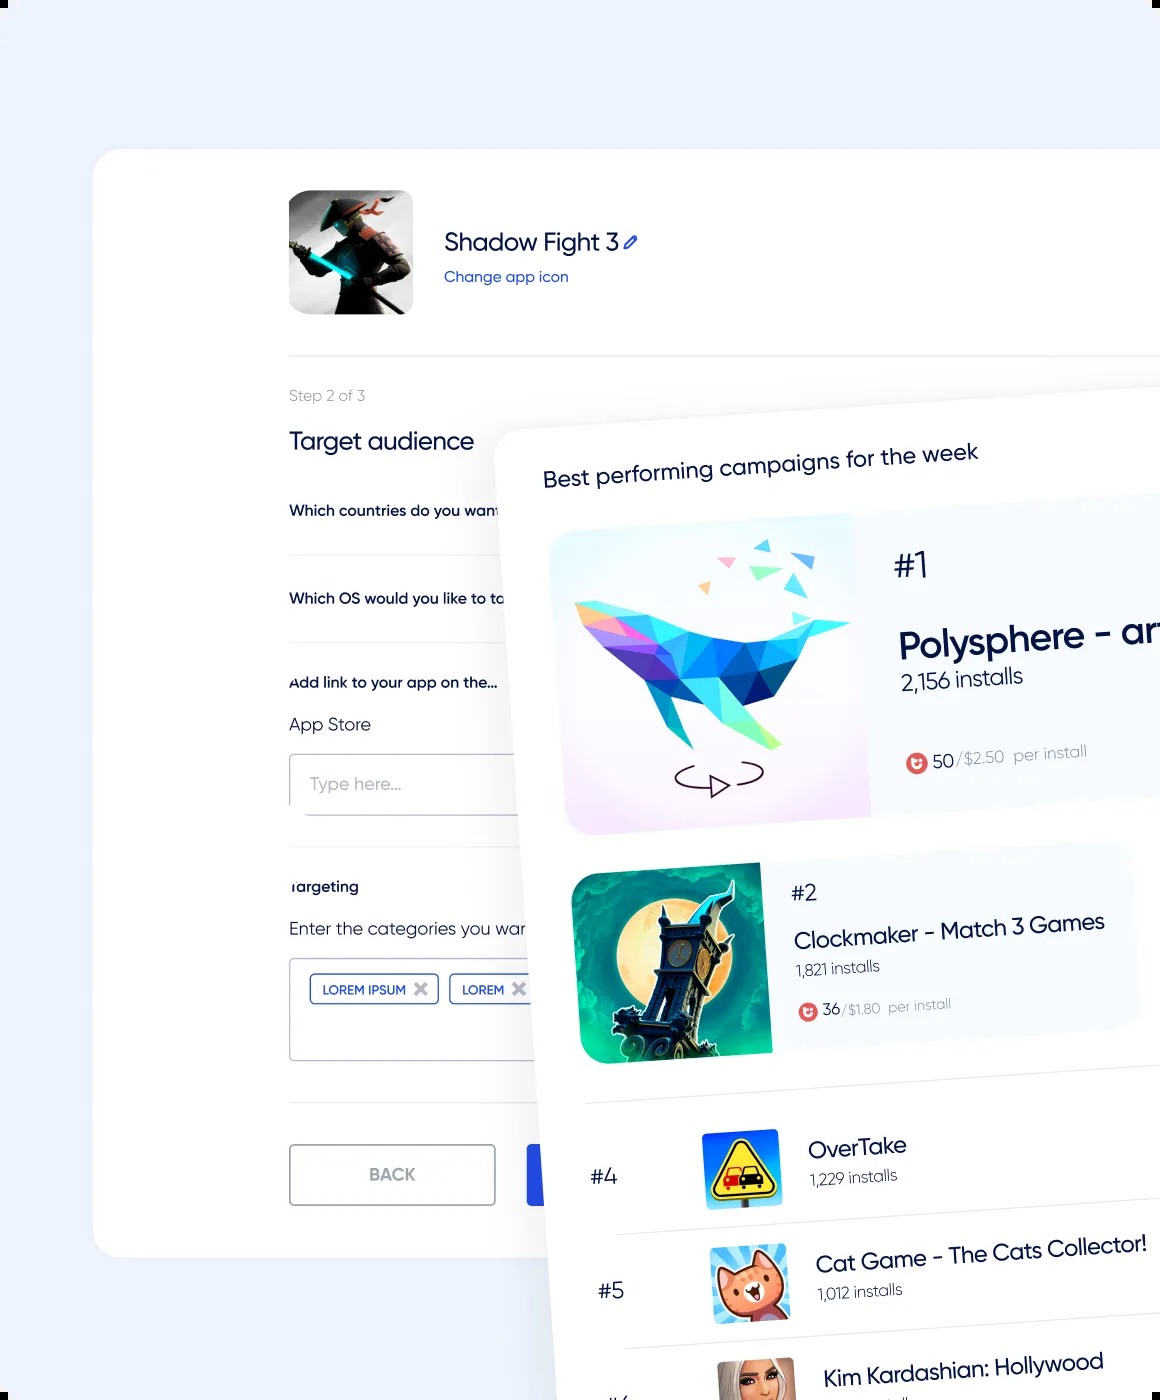 Shadow Fight 3
Change app icon
Step 2 of 3
Target audience
Which countries do you want
Which OS would you like to
Add link to your app on the...
App Store
Type here...
Targeting
Enter the categories you
LOREM IPSUM
LOREM
BACK
Best performing campaigns for the week
#1
Polysphere -
2,156 installs
50/$2.50 per install
#2
Clockmaker - Match 3 Games
1,821 installs
36/$1.80 per install
#4
OverTake
1,229 installs
#5
Cat Game - The Cats Collector!
1,012 installs
Kim Kardashian: Hollywood